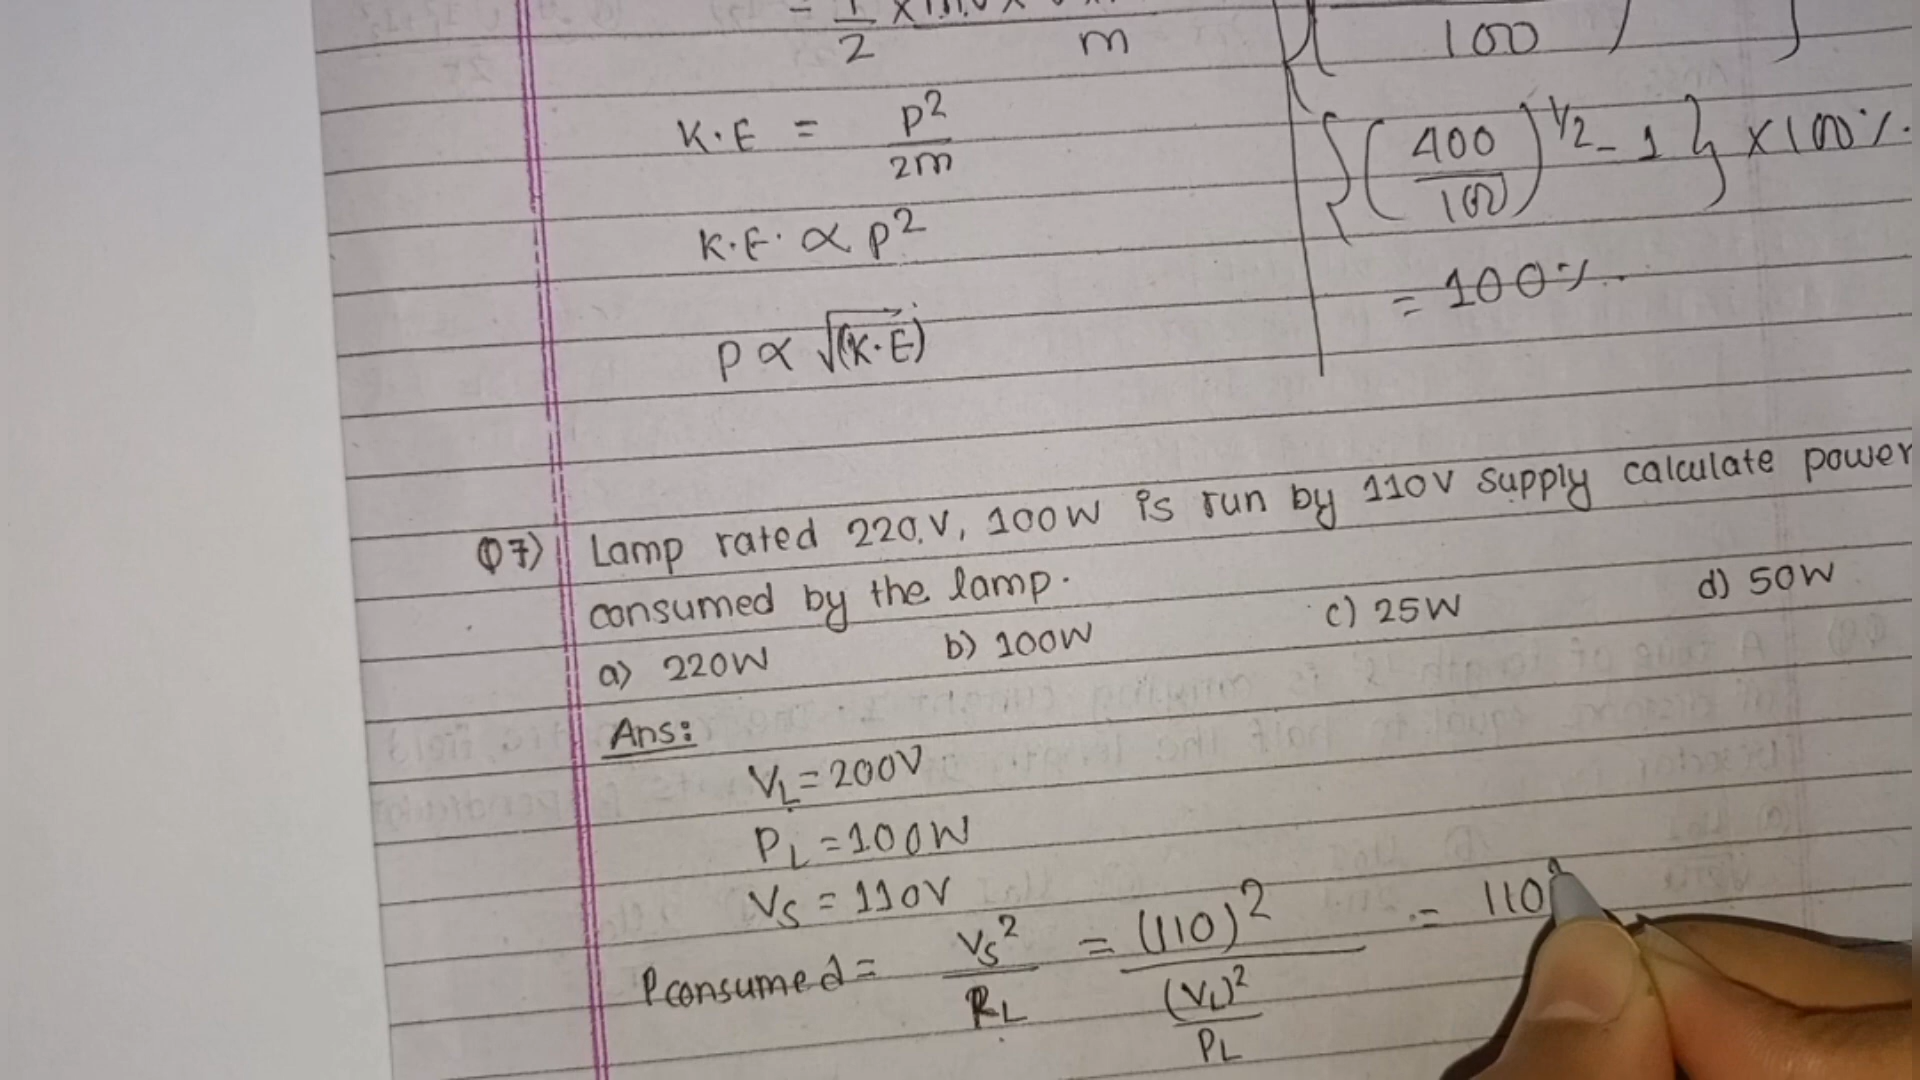 2
m
100
K.E = p²/2m
{(400/100)^1/2 - 1} × 100%.
K.E. ∝ p²
= 100%.
P ∝ √(K.E)
Q7) Lamp rated 220.V, 100W is run by 110V supply calculate power
consumed by the lamp.
a) 220W b) 100W c) 25W d) 50W
Ans:
V_L = 200V
P_L = 100W
V_S = 110V
Pconsumed = V_S²/R_L = (110)²/((V_L)²/P_L) = 110